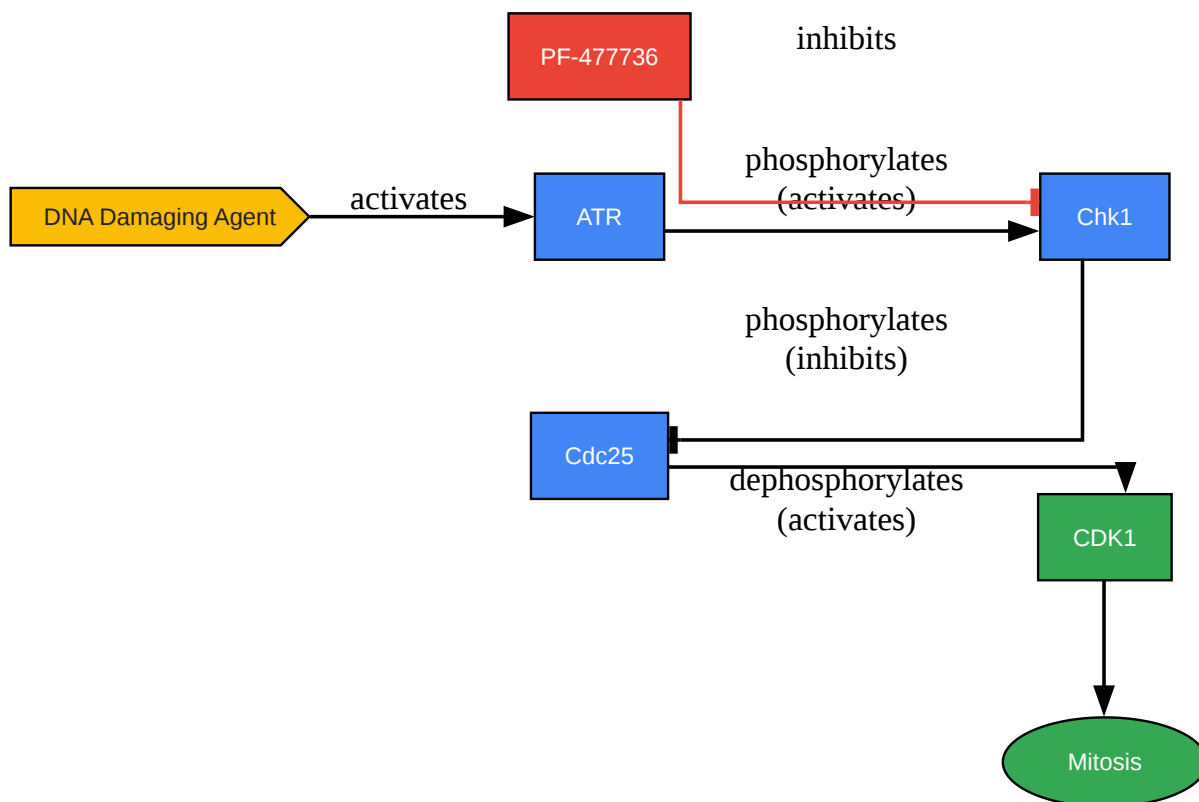 PF-477736
inhibits
phosphorylates
(activates)
DNA Damaging Agent
activates
ATR
Chk1
phosphorylates
(inhibits)
Cdc25
dephosphorylates
(activates)
CDK1
Mitosis